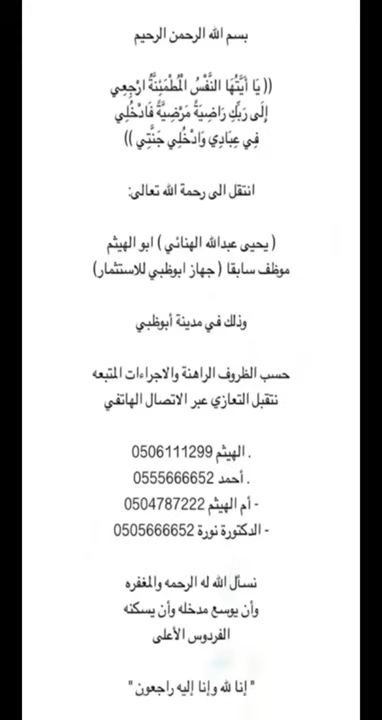 بسم الله الرحمن الرحيم
(( يَا أَيَّتُهَا النَّفْسُ الْمُطْمَئِنَّةُ ارْجِعِي
إِلَى رَبِّكِ رَاضِيَةً مَرْضِيَّةً فَادْخُلِي
فِي عِبَادِي وَادْخُلِي جَنَّتِي ))
انتقل الى رحمة الله تعالى:
( يحيى عبدالله الهنائي ) ابو الهيثم
موظف سابقا ( جهاز ابوظبي للاستثمار)
وذلك في مدينة أبوظبي
حسب الظروف الراهنة والاجراءات المتبعه
نتقبل التعازي عبر الاتصال الهاتفي
. الهيثم 0506111299
. أحمد 0555666652
- أم الهيثم 0504787222
- الدكتورة نورة 0505666652
نسأل الله له الرحمه والمغفره
وأن يوسع مدخله وأن يسكنه
الفردوس الأعلى
" إنا لله وإنا إليه راجعون "